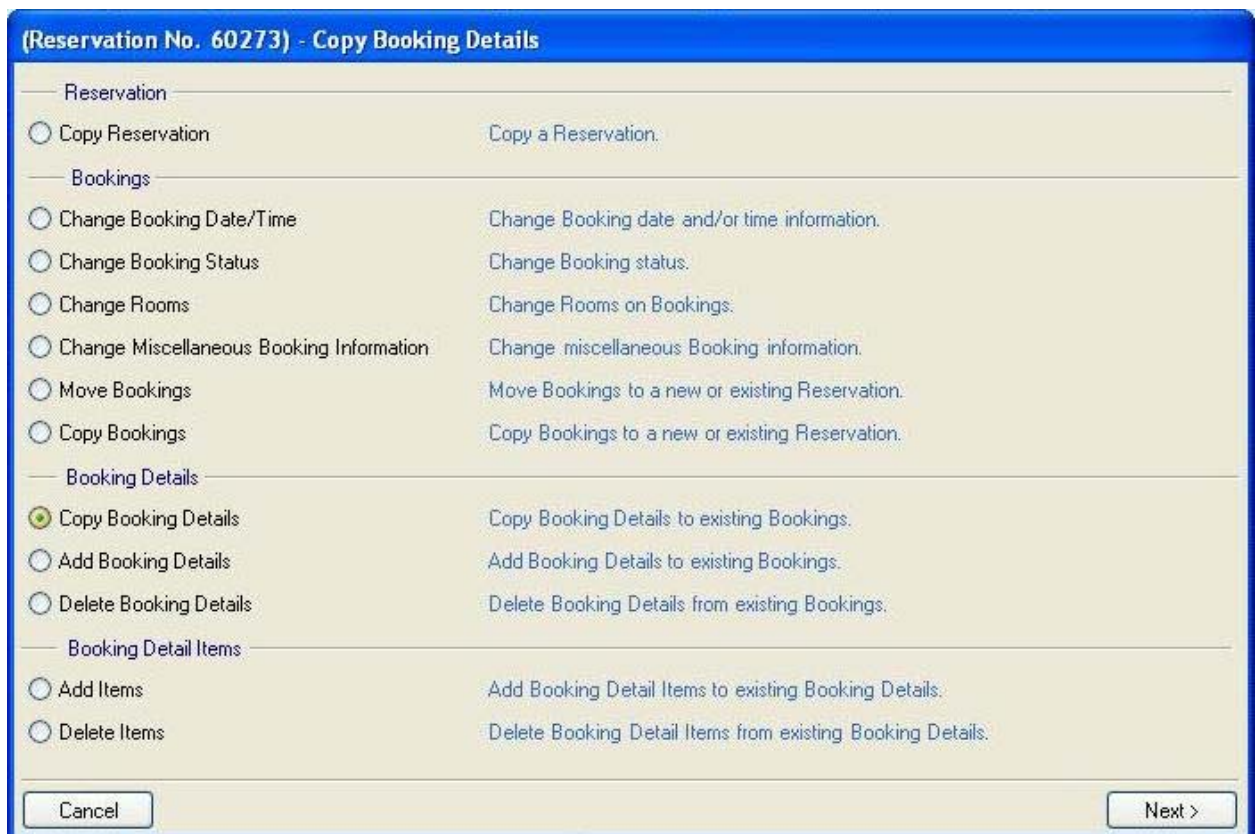 (Reservation No. 60273) - Copy Booking Details
Reservation
Copy Reservation Copy a Reservation.
Bookings
Change Booking Date/Time Change Booking date and/or time information.
Change Booking Status Change Booking status.
Change Rooms Change Rooms on Bookings.
Change Miscellaneous Booking Information Change miscellaneous Booking information.
Move Bookings Move Bookings to a new or existing Reservation.
Copy Bookings Copy Bookings to a new or existing Reservation.
Booking Details
Copy Booking Details Copy Booking Details to existing Bookings.
Add Booking Details Add Booking Details to existing Bookings.
Delete Booking Details Delete Booking Details from existing Bookings.
Booking Detail Items
Add Items Add Booking Detail Items to existing Booking Details.
Delete Items Delete Booking Detail Items from existing Booking Details.
Cancel Next >